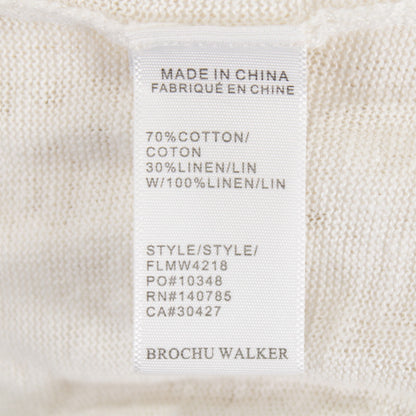 MADE IN CHINA
FABRIQUÉ EN CHINE
70%COTTON/
COTON
30%LINEN/LIN
W/100%LINEN/LIN
STYLE/STYLE/
FLMW4218
PO#10348
RN#140785
CA#30427
BROCHU WALKER